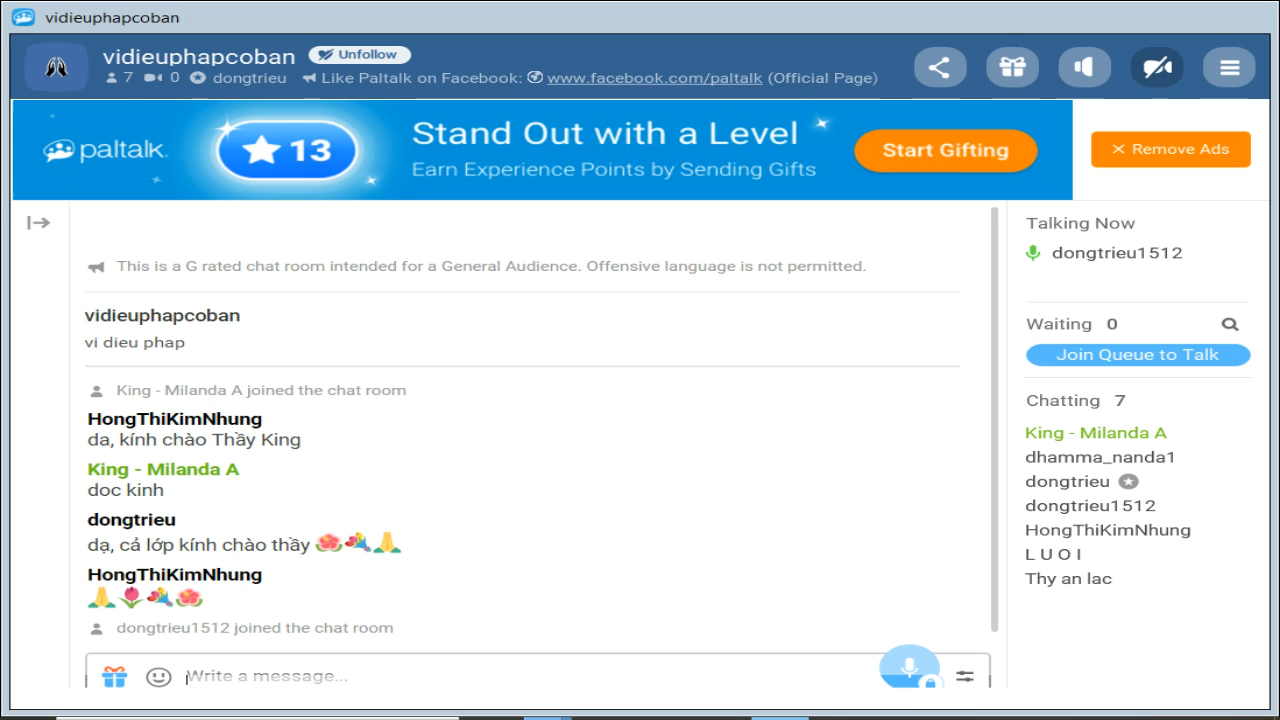 vidieuphapcoban
vidieuphapcoban Unfollow
7 0 dongtrieu Like Paltalk on Facebook: www.facebook.com/paltalk (Official Page)
paltalk 13 Stand Out with a Level
Earn Experience Points by Sending Gifts
Start Gifting
× Remove Ads
This is a G rated chat room intended for a General Audience. Offensive language is not permitted.
vidieuphapcoban
vi dieu phap
King - Milanda A joined the chat room
HongThiKimNhung
da, kính chào Thầy King
King - Milanda A
doc kinh
dongtrieu
dạ, cả lớp kính chào thầy
HongThiKimNhung
dongtrieu1512 joined the chat room
Write a message...
Talking Now
dongtrieu1512
Waiting 0
Join Queue to Talk
Chatting 7
King - Milanda A
dhamma_nanda1
dongtrieu
dongtrieu1512
HongThiKimNhung
L U O I
Thy an lac